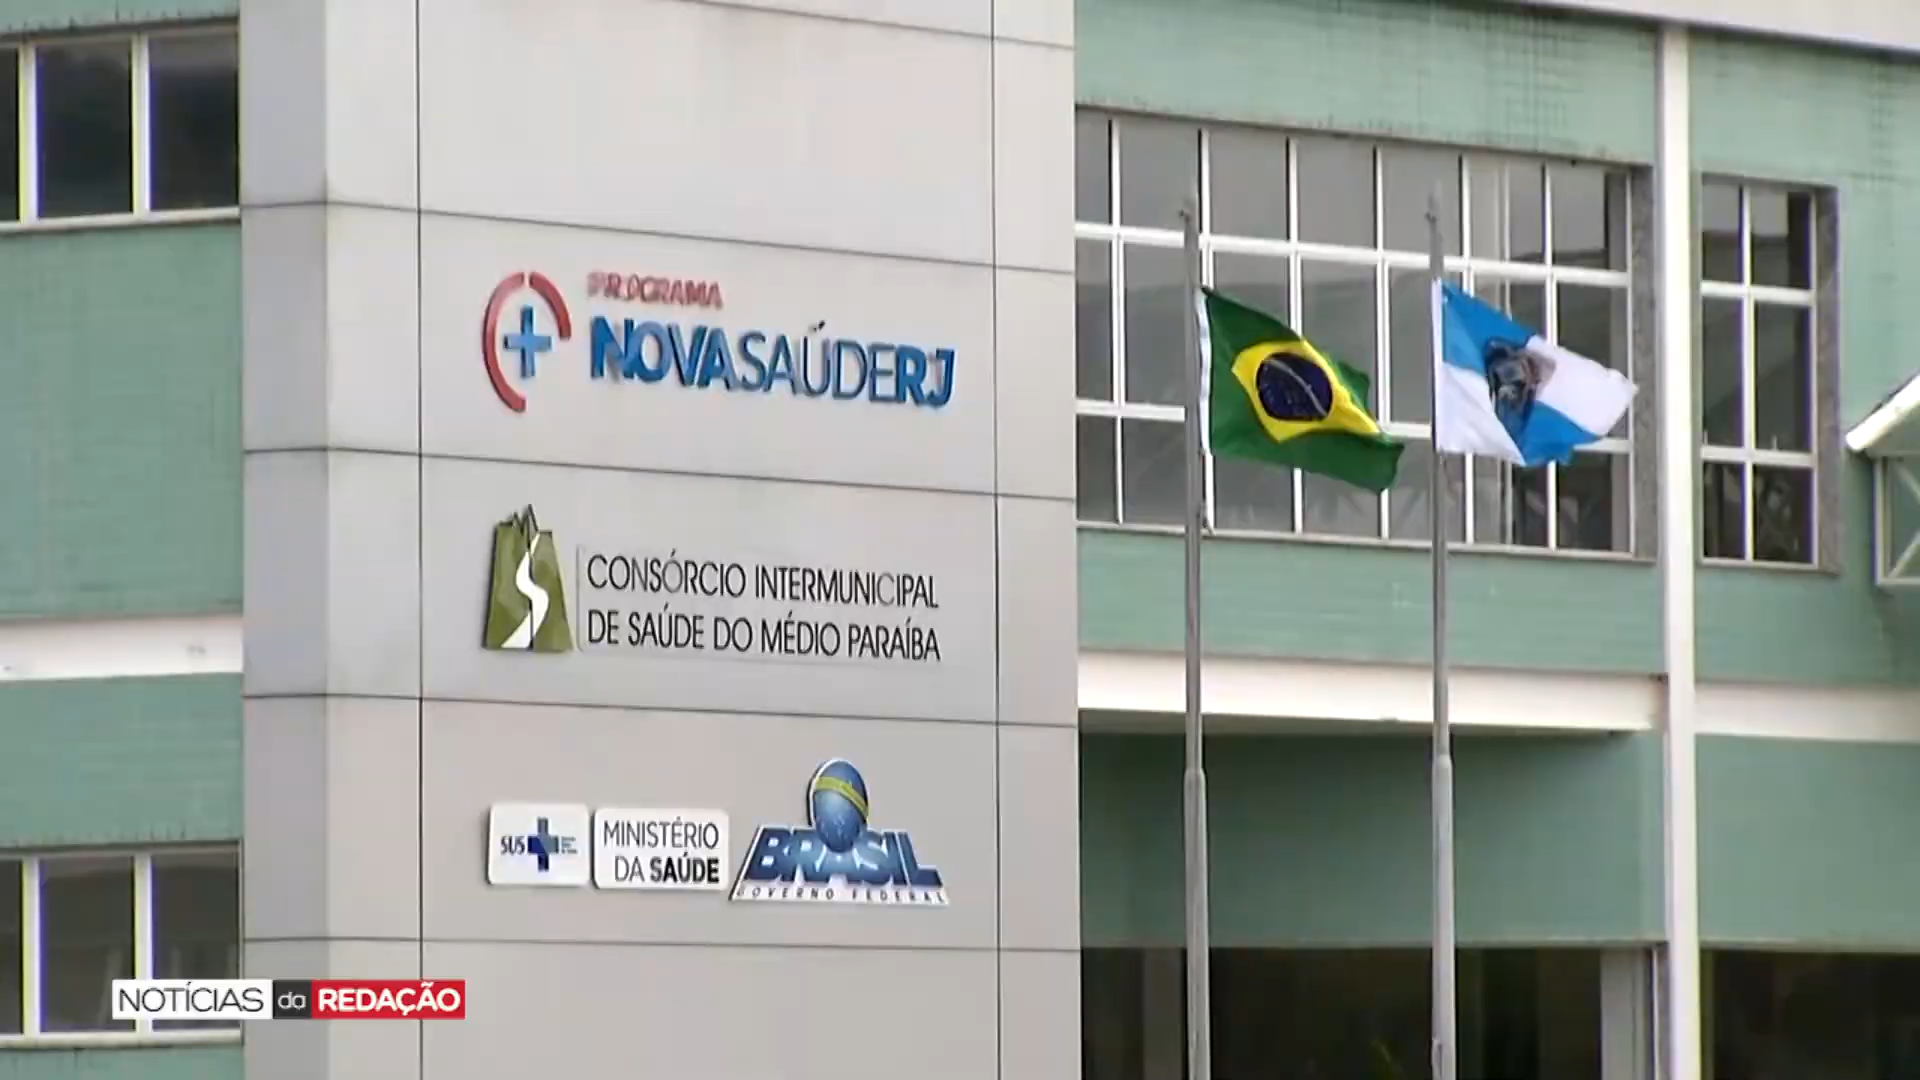 PROGRAMA
NOVASAÚDERJ
CONSÓRCIO INTERMUNICIPAL
DE SAÚDE DO MÉDIO PARAÍBA
SUS
MINISTÉRIO
DA SAÚDE
BRASIL
GOVERNO FEDERAL
NOTÍCIAS da REDAÇÃO